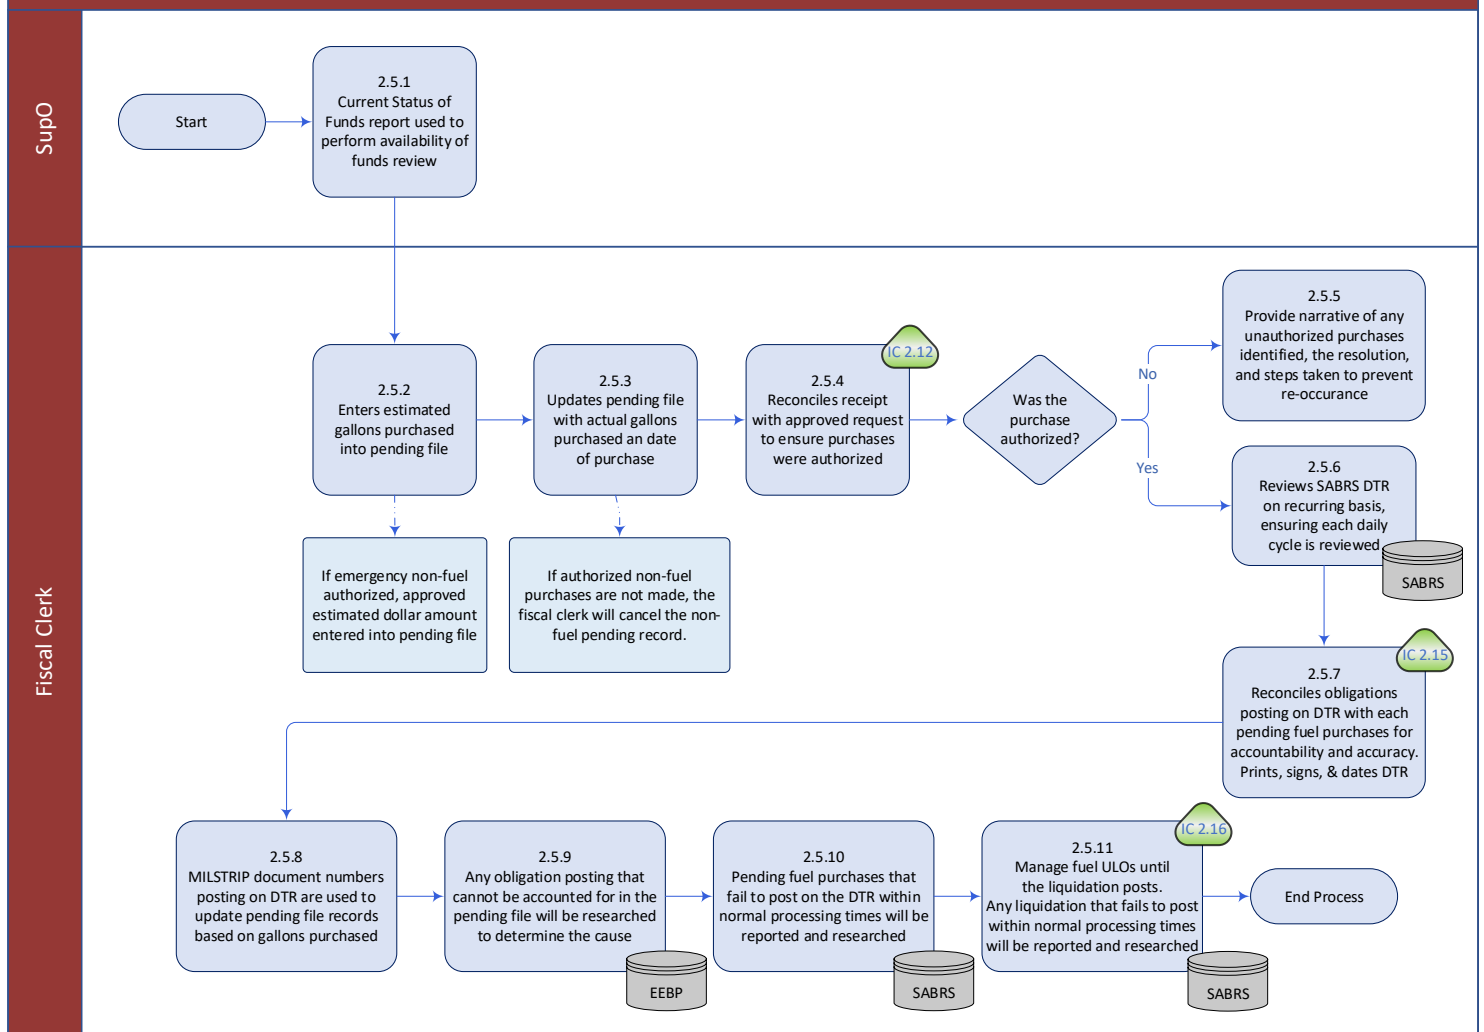 SupO
Start
2.5.1
Current Status of
Funds report used to
perform availability of
funds review
Fiscal Clerk
2.5.2
Enters estimated
gallons purchased
into pending file
2.5.3
Updates pending file
with actual gallons
purchased an date
of purchase
IC 2.12
2.5.4
Reconciles receipt
with approved request
to ensure purchases
were authorized
Was the
purchase
authorized?
No
Yes
2.5.5
Provide narrative of any
unauthorized purchases
identified, the resolution,
and steps taken to prevent
re-occurance
2.5.6
Reviews SABRS DTR
on recurring basis,
ensuring each daily
cycle is reviewed
SABRS
If emergency non-fuel
authorized, approved
estimated dollar amount
entered into pending file
If authorized non-fuel
purchases are not made, the
fiscal clerk will cancel the non-
fuel pending record.
IC 2.15
2.5.7
Reconciles obligations
posting on DTR with each
pending fuel purchases for
accountability and accuracy.
Prints, signs, & dates DTR
2.5.8
MILSTRIP document numbers
posting on DTR are used to
update pending file records
based on gallons purchased
2.5.9
Any obligation posting that
cannot be accounted for in the
pending file will be researched
to determine the cause
EEBP
2.5.10
Pending fuel purchases that
fail to post on the DTR within
normal processing times will be
reported and researched
SABRS
IC 2.16
2.5.11
Manage fuel ULOs until
the liquidation posts.
Any liquidation that fails to post
within normal processing times
will be reported and researched
SABRS
End Process